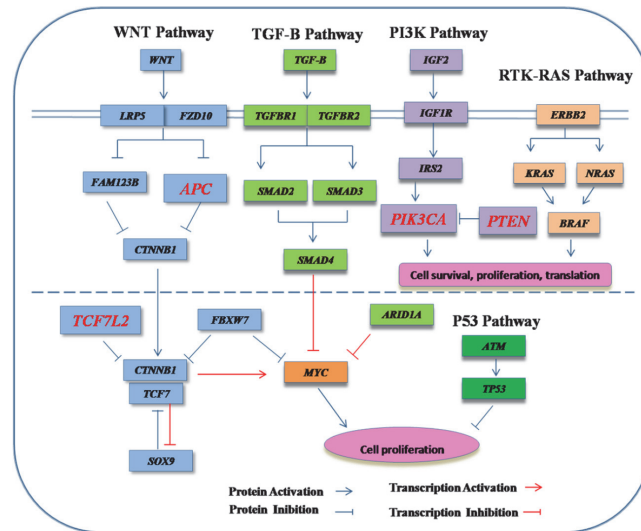 WNT Pathway
TGF-B Pathway
PI3K Pathway
RTK-RAS Pathway
WNT
TGF-B
IGF2
LRP5
FZD10
TGFBR1
TGFBR2
IGF1R
ERBB2
FAM123B
APC
SMAD2
SMAD3
IRS2
KRAS
NRAS
PIK3CA
PTEN
BRAF
CTNNB1
SMAD4
Cell survival, proliferation, translation
TCF7L2
FBXW7
ARID1A
P53 Pathway
ATM
CTNNB1
TCF7
MYC
TP53
SOX9
Cell proliferation
Protein Activation
Transcription Activation
Protein Inibition
Transcription Inhibition